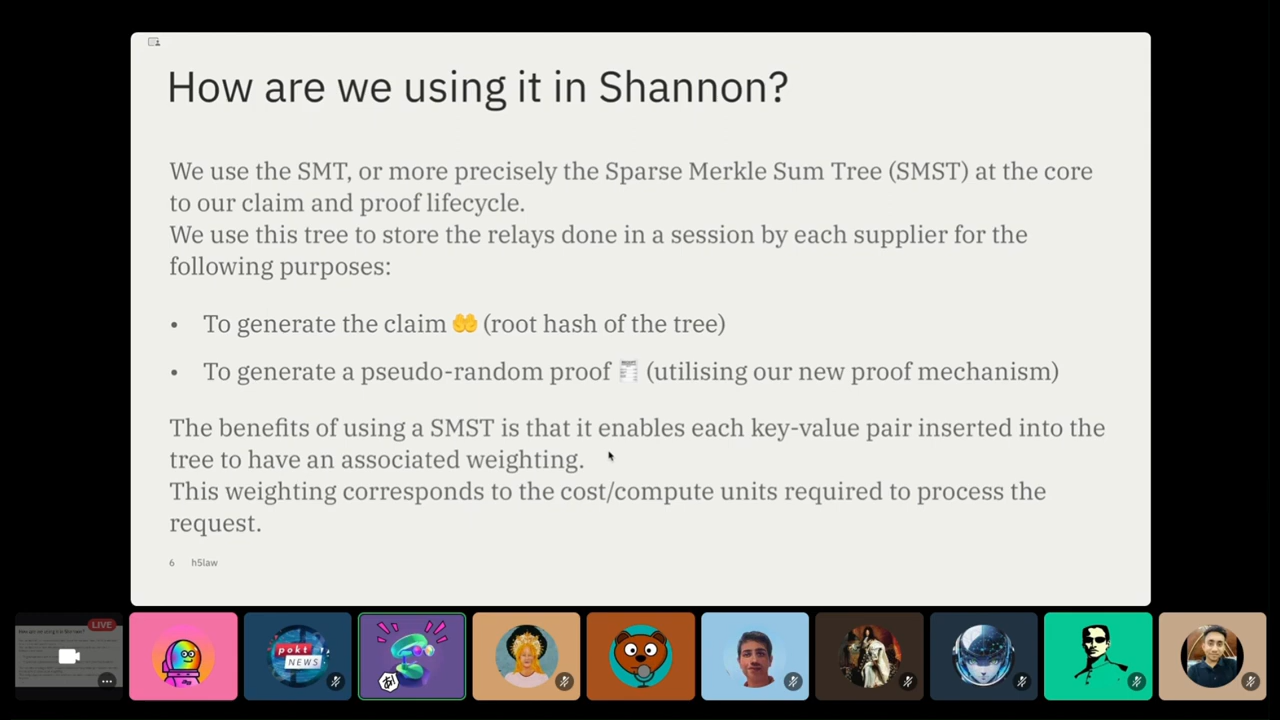 How are we using it in Shannon?
We use the SMT, or more precisely the Sparse Merkle Sum Tree (SMST) at the core
to our claim and proof lifecycle.
We use this tree to store the relays done in a session by each supplier for the
following purposes:
• To generate the claim 🤲 (root hash of the tree)
• To generate a pseudo-random proof 🧾 (utilising our new proof mechanism)
The benefits of using a SMST is that it enables each key-value pair inserted into the
tree to have an associated weighting.
This weighting corresponds to the cost/compute units required to process the
request.
6 h5law
LIVE
pokt
NEWS